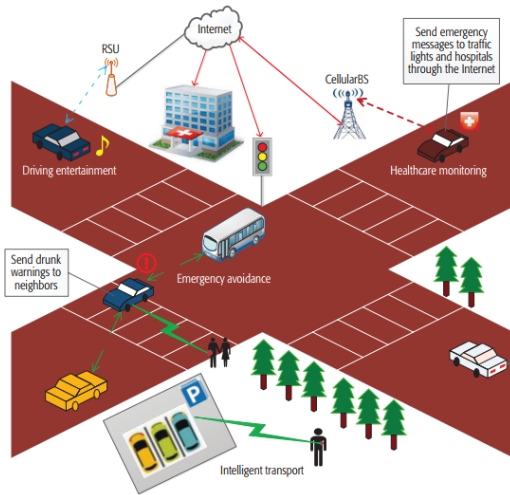 Internet
RSU
Send emergency
messages to traffic
lights and hospitals
through the Internet
CellularBS
Driving entertainment
Healthcare monitoring
Send drunk
warnings to
neighbors
Emergency avoidance
P
Intelligent transport